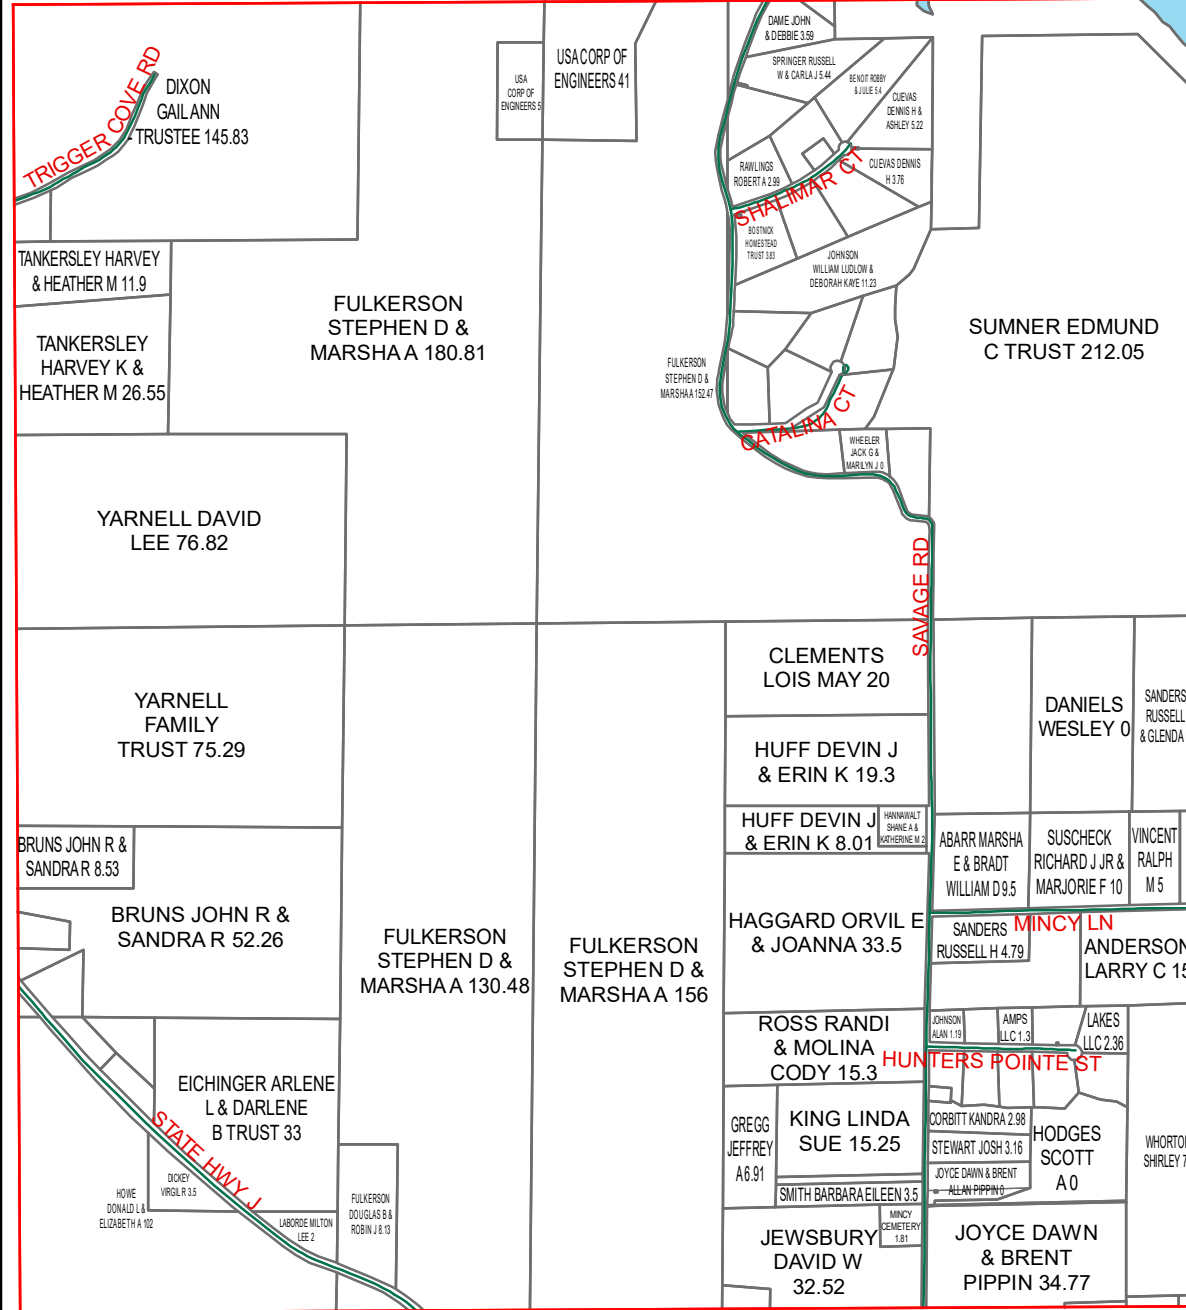 DAME JOHN
& DEBBIE 3.59
USA CORP OF
ENGINEERS 41
USA
CORP OF
ENGINEERS 5
SPRINGER RUSSELL
W & CARLA J 5.44
BENOIT ROBBY
& JULIE 5.4
CUEVAS
DENNIS H &
ASHLEY 5.22
TRIGGER COVE RD
DIXON
GAIL ANN
TRUSTEE 145.83
RAWLINGS
ROBERT A 2.99
CUEVAS DENNIS
H 3.76
SHALIMAR CT
BOSTNICK
HOMESTEAD
TRUST 3.83
JOHNSON
WILLIAM LUDLOW &
DEBORAH KAYE 11.23
TANKERSLEY HARVEY
& HEATHER M 11.9
TANKERSLEY
HARVEY K &
HEATHER M 26.55
FULKERSON
STEPHEN D &
MARSHA A 180.81
SUMNER EDMUND
C TRUST 212.05
FULKERSON
STEPHEN D &
MARSHA A 152.47
CATALINA CT
WHEELER
JACK G &
MARILYN J 0
YARNELL DAVID
LEE 76.82
SAVAGE RD
CLEMENTS
LOIS MAY 20
YARNELL
FAMILY
TRUST 75.29
DANIELS
WESLEY 0
SANDERS
RUSSELL
& GLENDA
HUFF DEVIN J
& ERIN K 19.3
HUFF DEVIN J
& ERIN K 8.01
HANNAWALT
SHANE A &
KATHERINE M 2
ABARR MARSHA
E & BRADT
WILLIAM D 9.5
SUSCHECK
RICHARD J JR &
MARJORIE F 10
VINCENT
RALPH
M 5
BRUNS JOHN R &
SANDRA R 8.53
BRUNS JOHN R &
SANDRA R 52.26
HAGGARD ORVIL E
& JOANNA 33.5
MINCY LN
SANDERS
RUSSELL H 4.79
ANDERSON
LARRY C 15
FULKERSON
STEPHEN D &
MARSHA A 130.48
FULKERSON
STEPHEN D &
MARSHA A 156
ROSS RANDI
& MOLINA
CODY 15.3
JOHNSON
ALAN 1.19
AMPS
LLC 1.3
LAKES
LLC 2.36
HUNTERS POINTE ST
EICHINGER ARLENE
L & DARLENE
B TRUST 33
GREGG
JEFFREY
A 6.91
KING LINDA
SUE 15.25
CORBITT KANDRA 2.98
STEWART JOSH 3.16
JOYCE DAWN & BRENT
ALLAN PIPPIN 0
HODGES
SCOTT
A 0
WHORTO
SHIRLEY 7
STATE HWY J
DICKEY
VIRGIL R 3.5
HOWE
DONALD L &
ELIZABETH A 102
LABORDE MILTON
LEE 2
FULKERSON
DOUGLAS B &
ROBIN J 8.13
SMITH BARBARA EILEEN 3.5
MINCY
CEMETERY
1.81
JEWSBURY
DAVID W
32.52
JOYCE DAWN
& BRENT
PIPPIN 34.77